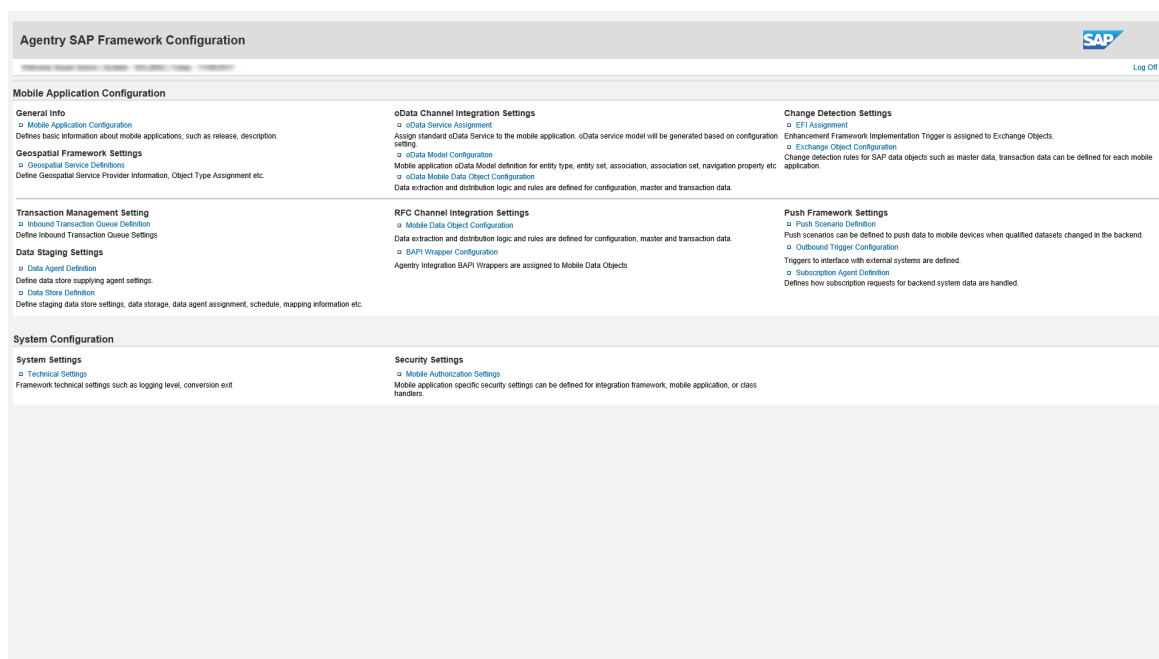 Agentry SAP Framework Configuration
SAP
Log Off
Mobile Application Configuration
General Info
Mobile Application Configuration
Defines basic information about mobile applications, such as release, description.
Geospatial Framework Settings
Geospatial Service Definitions
Define Geospatial Service Provider Information, Object Type Assignment etc.
oData Channel Integration Settings
oData Service Assignment
Assign standard oData Service to the mobile application. oData service model will be generated based on configuration
setting.
oData Model Configuration
Mobile application oData Model definition for entity type, entity set, association, association set, navigation property etc
oData Mobile Data Object Configuration
Data extraction and distribution logic and rules are defined for configuration, master and transaction data.
Change Detection Settings
EFI Assignment
Enhancement Framework Implementation Trigger is assigned to Exchange Objects.
Exchange Object Configuration
Change detection rules for SAP data objects such as master data, transaction data can be defined for each mobile
application.
Transaction Management Setting
Inbound Transaction Queue Definition
Define Inbound Transaction Queue Settings
Data Staging Settings
Data Agent Definition
Define data store supplying agent settings.
Data Store Definition
Define staging data store settings, data storage, data agent assignment, schedule, mapping information etc.
RFC Channel Integration Settings
Mobile Data Object Configuration
Data extraction and distribution logic and rules are defined for configuration, master and transaction data.
BAPI Wrapper Configuration
Agentry Integration BAPI Wrappers are assigned to Mobile Data Objects
Push Framework Settings
Push Scenario Definition
Push scenarios can be defined to push data to mobile devices when qualified datasets changed in the backend.
Outbound Trigger Configuration
Triggers to interface with external systems are defined.
Subscription Agent Definition
Defines how subscription requests for backend system data are handled.
System Configuration
System Settings
Technical Settings
Framework technical settings such as logging level, conversion exit
Security Settings
Mobile Authorization Settings
Mobile application specific security settings can be defined for integration framework, mobile application, or class
handlers.